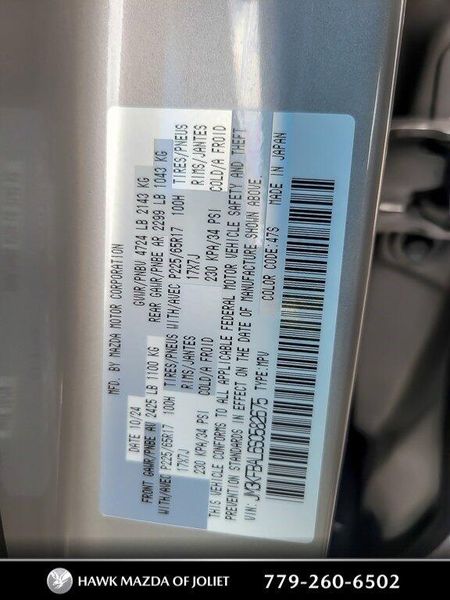 MFD. BY MAZDA MOTOR CORPORATION
DATE: 10/24 GVWR/PNBV 4724 LB 2143 KG
FRONT GAWR/PNBE AV 2425 LB 1100 KG REAR GAWR/PNBE AR 2299 LB 1043 KG
WITH/AVEC P225/65R17 100H TIRES/PNEUS WITH/AVEC P225/65R17 100H TIRES/PNEUS
17X7J RIMS/JANTES 17X7J RIMS/JANTES
230 KPA/34 PSI COLD/A FROID 230 KPA/34 PSI COLD/A FROID
THIS VEHICLE CONFORMS TO ALL APPLICABLE FEDERAL MOTOR VEHICLE SAFETY AND THEFT
PREVENTION STANDARDS IN EFFECT ON THE DATE OF MANUFACTURE SHOWN ABOVE.
VIN: TYPE:MPV COLOR CODE:47S MADE IN JAPAN
HAWK MAZDA OF JOLIET 779-260-6502